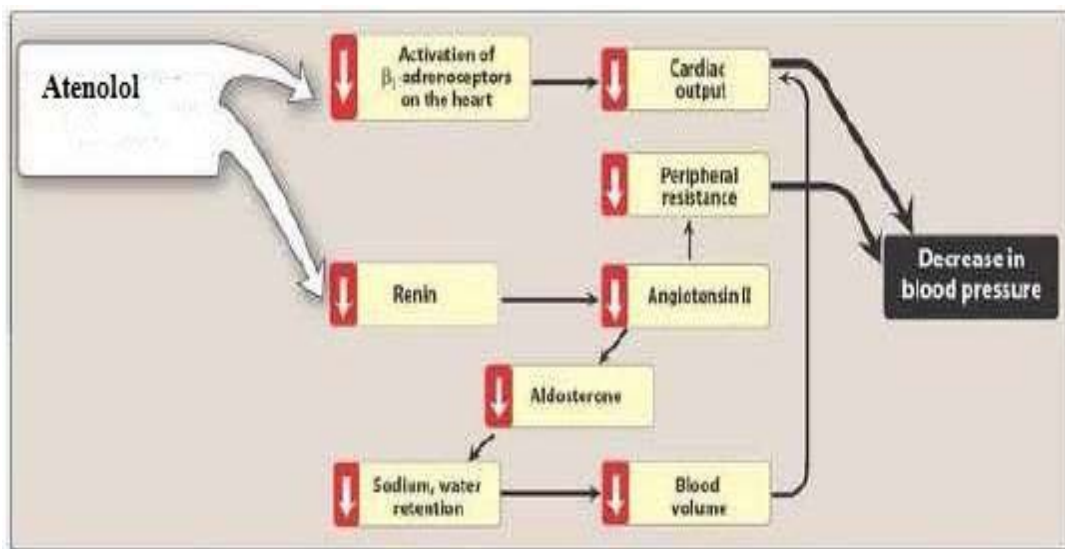 Atenolol
Activation of
β₁-adrenoceptors
on the heart
Cardiac
output
Peripheral
resistance
Decrease in
blood pressure
Renin
Angiotensin II
Aldosterone
Sodium, water
retention
Blood
volume